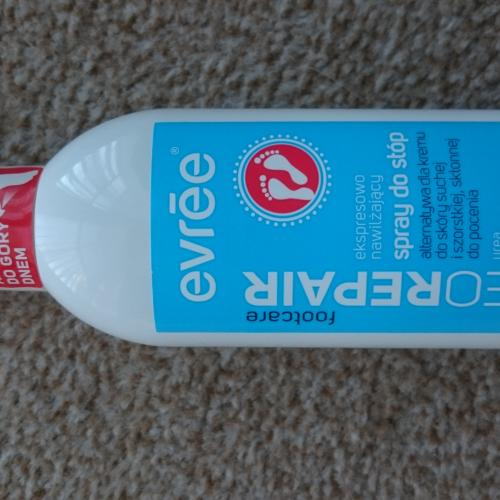 DO GÓRY
DNEM
evrēe®
footcare
REPAIR
ekspresowo
nawilżający
spray do stóp
alternatywa dla kremu
do skóry suchej
i szorstkiej, skłonnej
do pocenia
urea